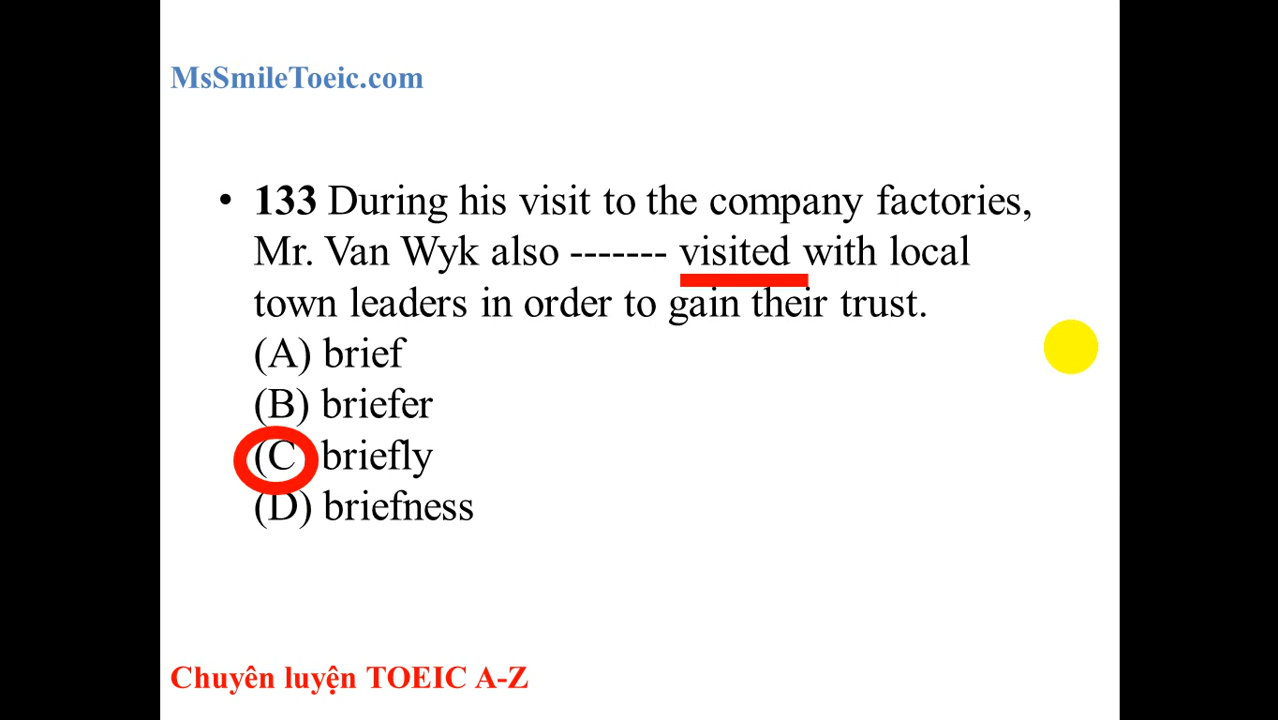 MsSmileToeic.com
• 133 During his visit to the company factories,
Mr. Van Wyk also ------- visited with local
town leaders in order to gain their trust.
(A) brief
(B) briefer
(C briefly
(D) briefness
Chuyên luyện TOEIC A-Z